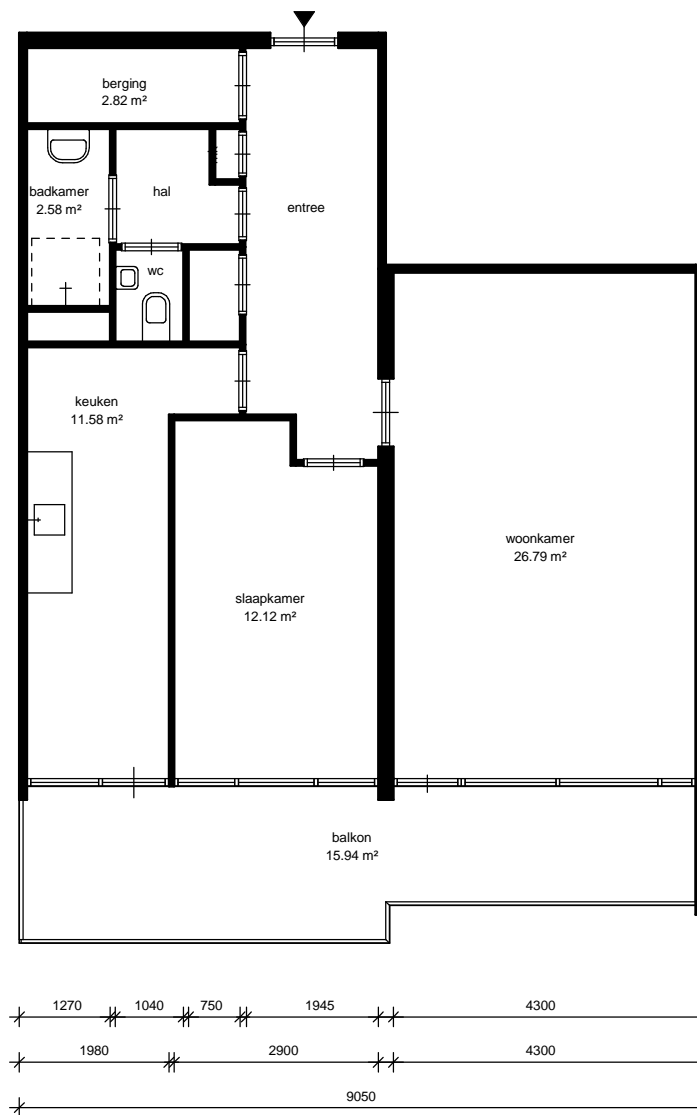 berging
2.82 m²
badkamer
2.58 m²
hal
entree
wc
keuken
11.58 m²
woonkamer
26.79 m²
slaapkamer
12.12 m²
balkon
15.94 m²
1270 1040 750 1945 4300
1980 2900 4300
9050